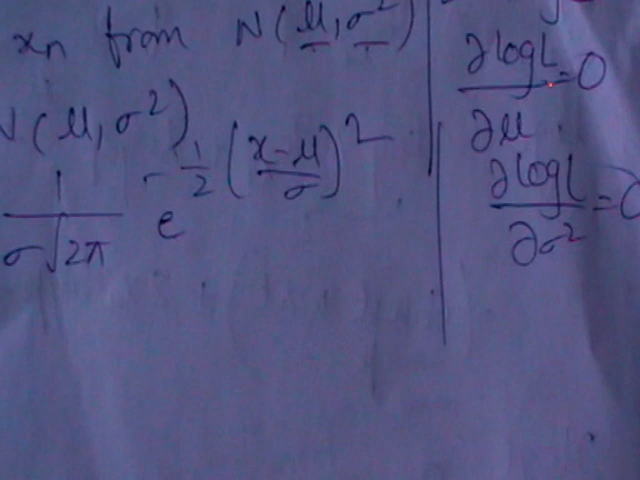 xn from N(μ, σ²)
N(μ, σ²)
1/(σ√2π) e^(-1/2 ((x-μ)/σ)²)
∂logL/∂μ = 0
∂logL/∂σ² = 0